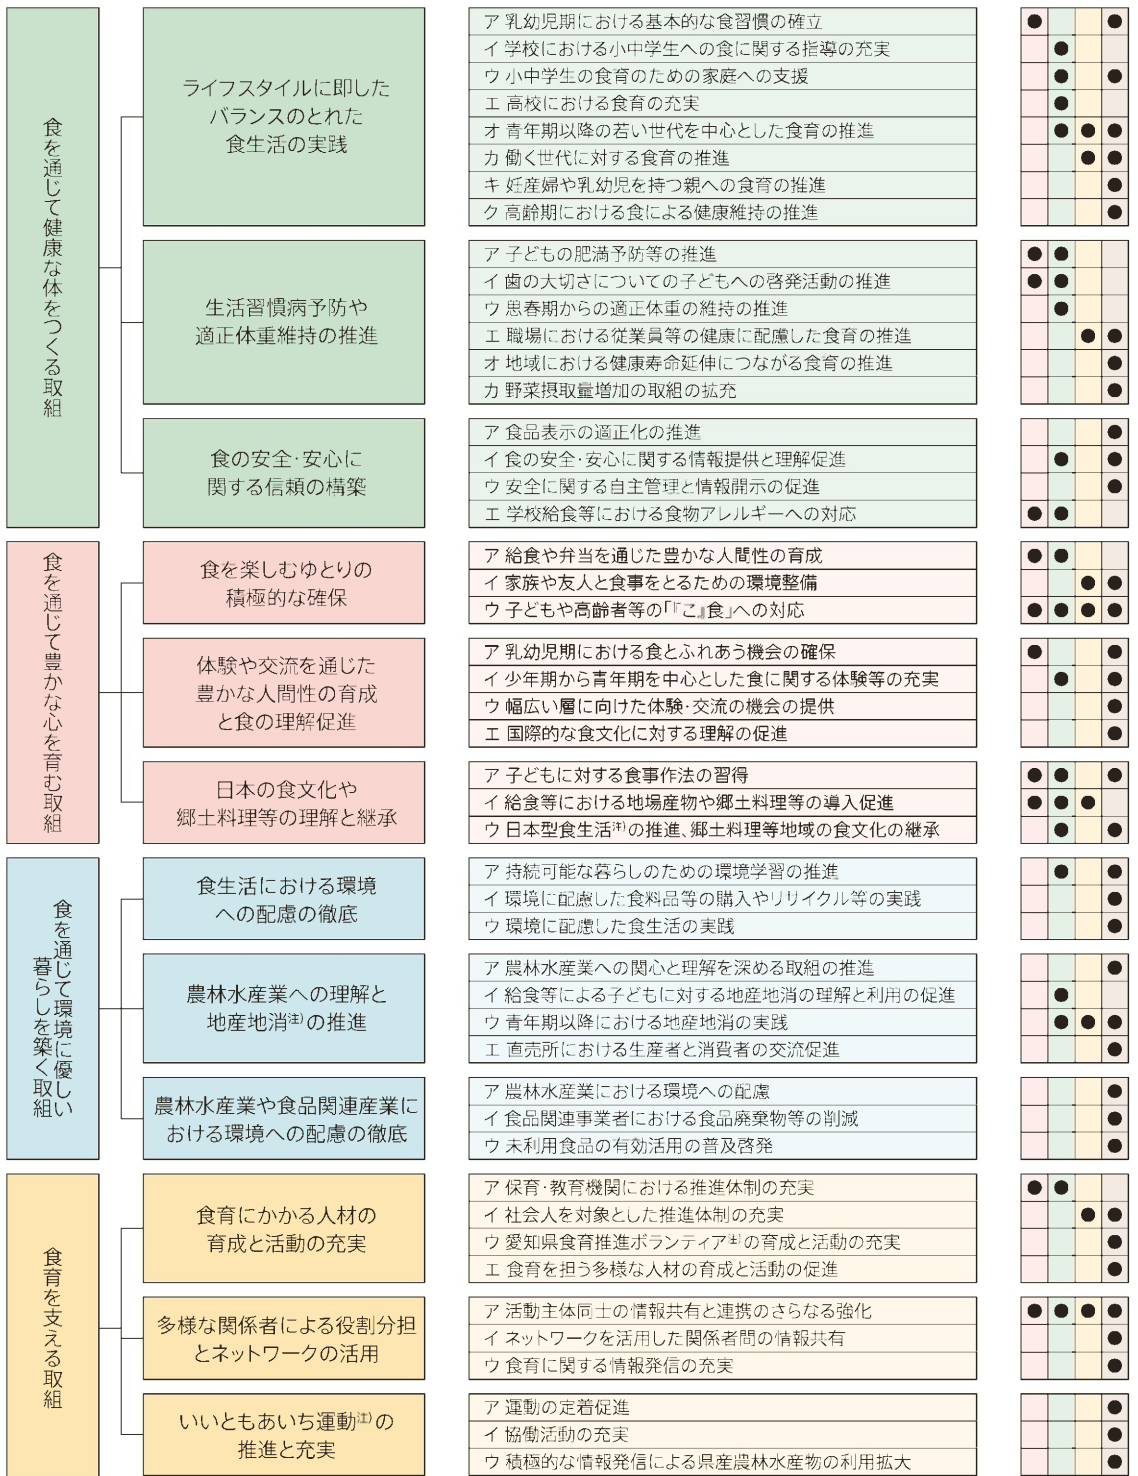 食を通じて健康な体をつくる取組
ライフスタイルに即した
バランスのとれた
食生活の実践
ア 乳幼児期における基本的な食習慣の確立
イ 学校における小中学生への食に関する指導の充実
ウ 小中学生の食育のための家庭への支援
エ 高校における食育の充実
オ 青年期以降の若い世代を中心とした食育の推進
カ 働く世代に対する食育の推進
キ 妊産婦や乳幼児を持つ親への食育の推進
ク 高齢期における食による健康維持の推進
生活習慣病予防や
適正体重維持の推進
ア 子どもの肥満予防等の推進
イ 歯の大切さについての子どもへの啓発活動の推進
ウ 思春期からの適正体重の維持の推進
エ 職場における従業員等の健康に配慮した食育の推進
オ 地域における健康寿命延伸につながる食育の推進
カ 野菜摂取量増加の取組の拡充
食の安全・安心に
関する信頼の構築
ア 食品表示の適正化の推進
イ 食の安全・安心に関する情報提供と理解促進
ウ 安全に関する自主管理と情報開示の促進
エ 学校給食等における食物アレルギーへの対応
食を通じて豊かな心を育む取組
食を楽しむゆとりの
積極的な確保
ア 給食や弁当を通じた豊かな人間性の育成
イ 家族や友人と食事をとるための環境整備
ウ 子どもや高齢者等の「『こ』食」への対応
体験や交流を通じた
豊かな人間性の育成
と食の理解促進
ア 乳幼児期における食とふれあう機会の確保
イ 少年期から青年期を中心とした食に関する体験等の充実
ウ 幅広い層に向けた体験・交流の機会の提供
エ 国際的な食文化に対する理解の促進
日本の食文化や
郷土料理等の理解と継承
ア 子どもに対する食事作法の習得
イ 給食等における地場産物や郷土料理等の導入促進
ウ 日本型食生活注)の推進、郷土料理等地域の食文化の継承
食を通じて環境に優しい
暮らしを築く取組
食生活における環境
への配慮の徹底
ア 持続可能な暮らしのための環境学習の推進
イ 環境に配慮した食料品等の購入やリサイクル等の実践
ウ 環境に配慮した食生活の実践
農林水産業への理解と
地産地消注)の推進
ア 農林水産業への関心と理解を深める取組の推進
イ 給食等による子どもに対する地産地消の理解と利用の促進
ウ 青年期以降における地産地消の実践
エ 直売所における生産者と消費者の交流促進
農林水産業や食品関連産業に
おける環境への配慮の徹底
ア 農林水産業における環境への配慮
イ 食品関連事業者における食品廃棄物等の削減
ウ 未利用食品の有効活用の普及啓発
食育を支える取組
食育にかかる人材の
育成と活動の充実
ア 保育・教育機関における推進体制の充実
イ 社会人を対象とした推進体制の充実
ウ 愛知県食育推進ボランティア注)の育成と活動の充実
エ 食育を担う多様な人材の育成と活動の促進
多様な関係者による役割分担
とネットワークの活用
ア 活動主体同士の情報共有と連携のさらなる強化
イ ネットワークを活用した関係者間の情報共有
ウ 食育に関する情報発信の充実
いいともあいち運動注)の
推進と充実
ア 運動の定着促進
イ 協働活動の充実
ウ 積極的な情報発信による県産農林水産物の利用拡大